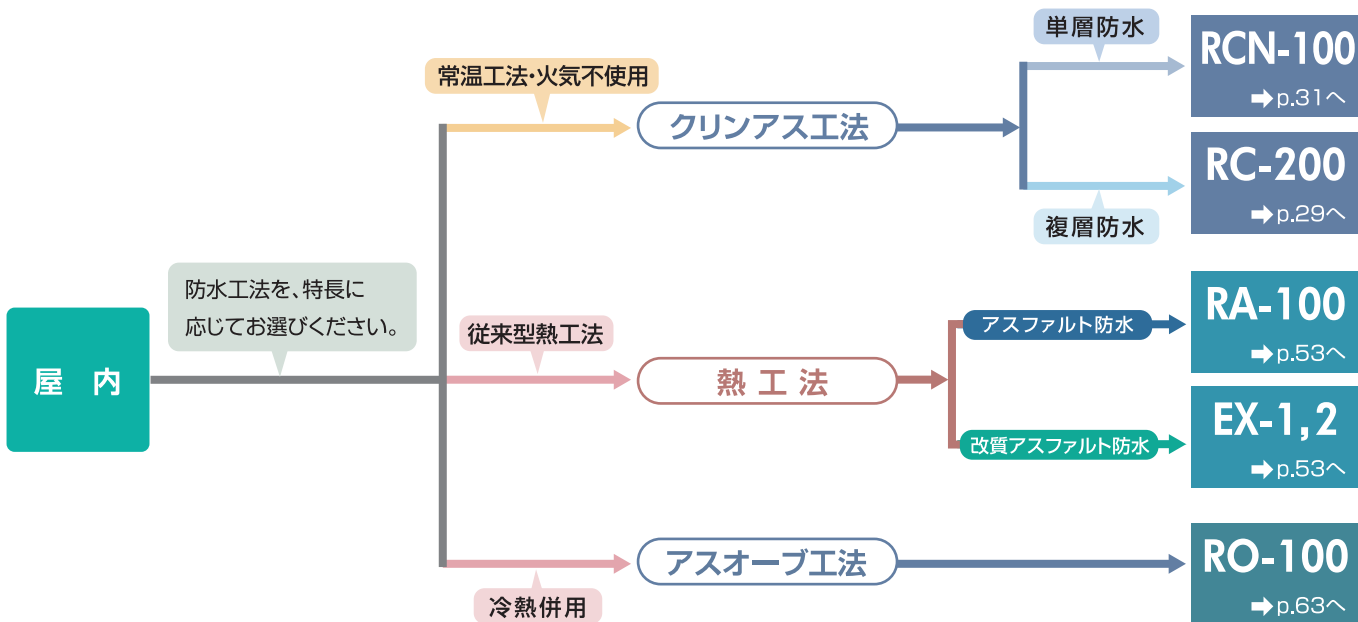 屋 内
防水工法を、特長に
応じてお選びください。
常温工法・火気不使用
クリンアス工法
単層防水
RCN-100
➡p.31へ
複層防水
RC-200
➡p.29へ
従来型熱工法
熱 工 法
アスファルト防水
RA-100
➡p.53へ
改質アスファルト防水
EX-1,2
➡p.53へ
冷熱併用
アスオーブ工法
RO-100
➡p.63へ